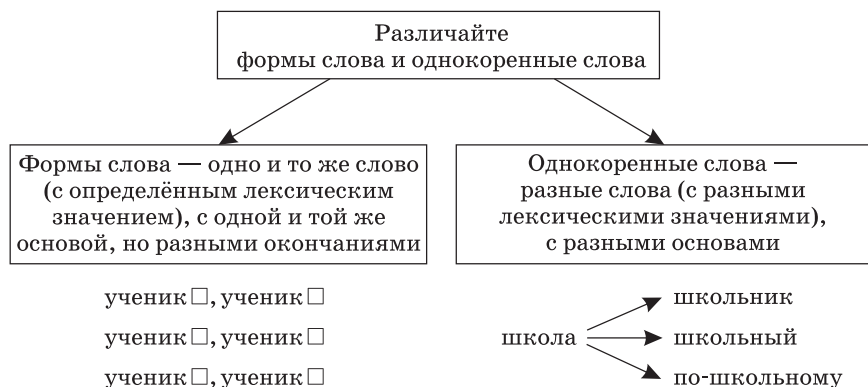 Различайте
формы слова и однокоренные слова
Формы слова — одно и то же слово
(с определённым лексическим
значением), с одной и той же
основой, но разными окончаниями
Однокоренные слова —
разные слова (с разными
лексическими значениями),
с разными основами
ученик□, ученик□
ученик□, ученик□
ученик□, ученик□
школа
школьник
школьный
по-школьному